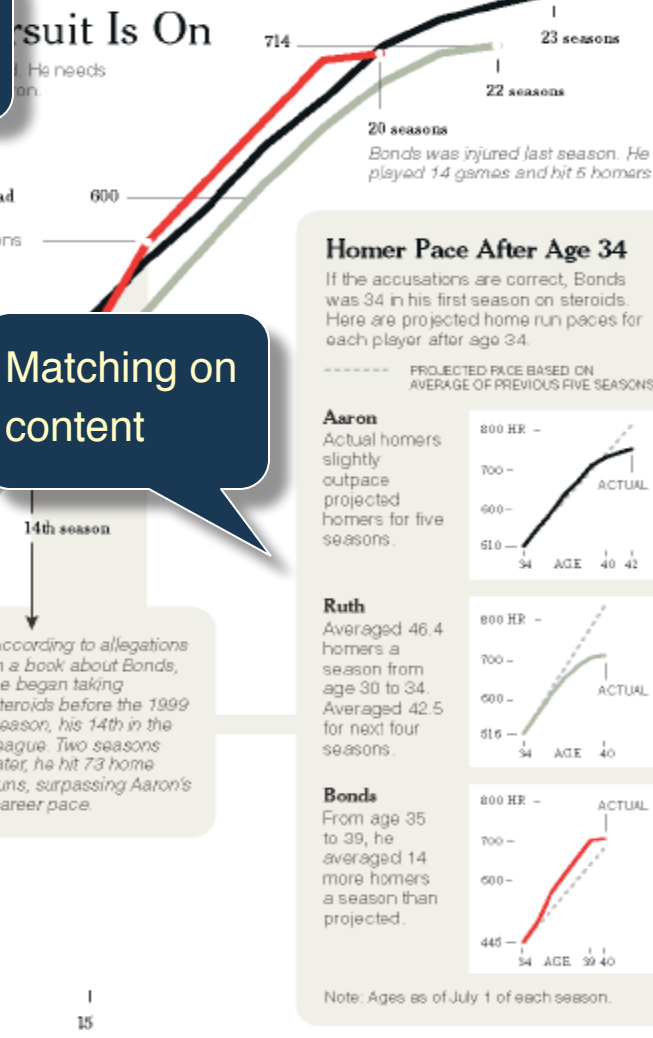 rsuit Is On
. He needs
ron.
714
23 seasons
22 seasons
20 seasons
Bonds was injured last season. He
played 14 games and hit 5 homers
ad
600
ns
Homer Pace After Age 34
If the accusations are correct, Bonds
was 34 in his first season on steroids.
Here are projected home run paces for
each player after age 34.
PROJECTED PACE BASED ON
AVERAGE OF PREVIOUS FIVE SEASONS
Matching on
content
Aaron
Actual homers
slightly
outpace
projected
homers for five
seasons.
800 HR
700
600
510
ACTUAL
34 AGE 40 42
14th season
According to allegations
n a book about Bonds,
e began taking
teroids before the 1999
eason, his 14th in the
eague. Two seasons
ater, he hit 73 home
uns, surpassing Aaron's
areer pace.
Ruth
Averaged 46.4
homers a
season from
age 30 to 34.
Averaged 42.5
for next four
seasons.
800 HR
700
600
516
ACTUAL
34 AGE 40
Bonds
From age 35
to 39, he
averaged 14
more homers
a season than
projected.
800 HR
ACTUAL
700
600
445
34 AGE 39 40
Note: Ages as of July 1 of each season.
15